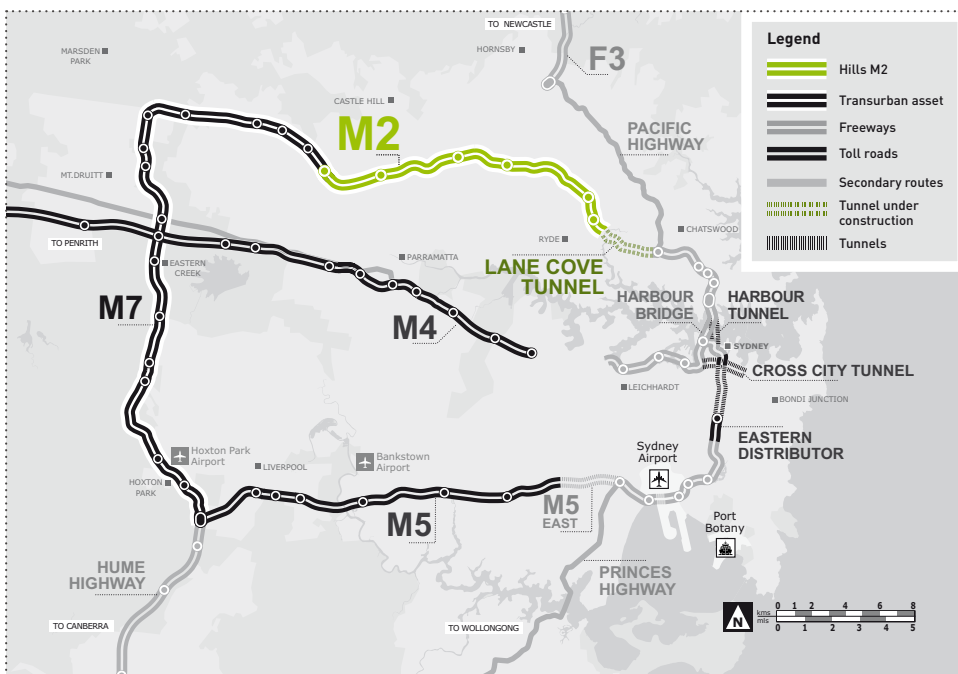 TO NEWCASTLE
MARSDEN
PARK
HORNSBY
F3
CASTLE HILL
M2
PACIFIC
HIGHWAY
MT.DRUITT
TO PENRITH
EASTERN
CREEK
PARRAMATTA
RYDE
CHATSWOOD
LANE COVE
TUNNEL
M7
M4
HARBOUR
BRIDGE
HARBOUR
TUNNEL
SYDNEY
CROSS CITY TUNNEL
LEICHHARDT
BONDI JUNCTION
EASTERN
DISTRIBUTOR
Hoxton Park
Airport
LIVERPOOL
Bankstown
Airport
Sydney
Airport
HOXTON
PARK
M5
M5
EAST
Port
Botany
HUME
HIGHWAY
PRINCES
HIGHWAY
TO CANBERRA
TO WOLLONGONG
N
kms
mls
0 1 2 4 6 8
0 1 2 3 4 5
Legend
Hills M2
Transurban asset
Freeways
Toll roads
Secondary routes
Tunnel under
construction
Tunnels